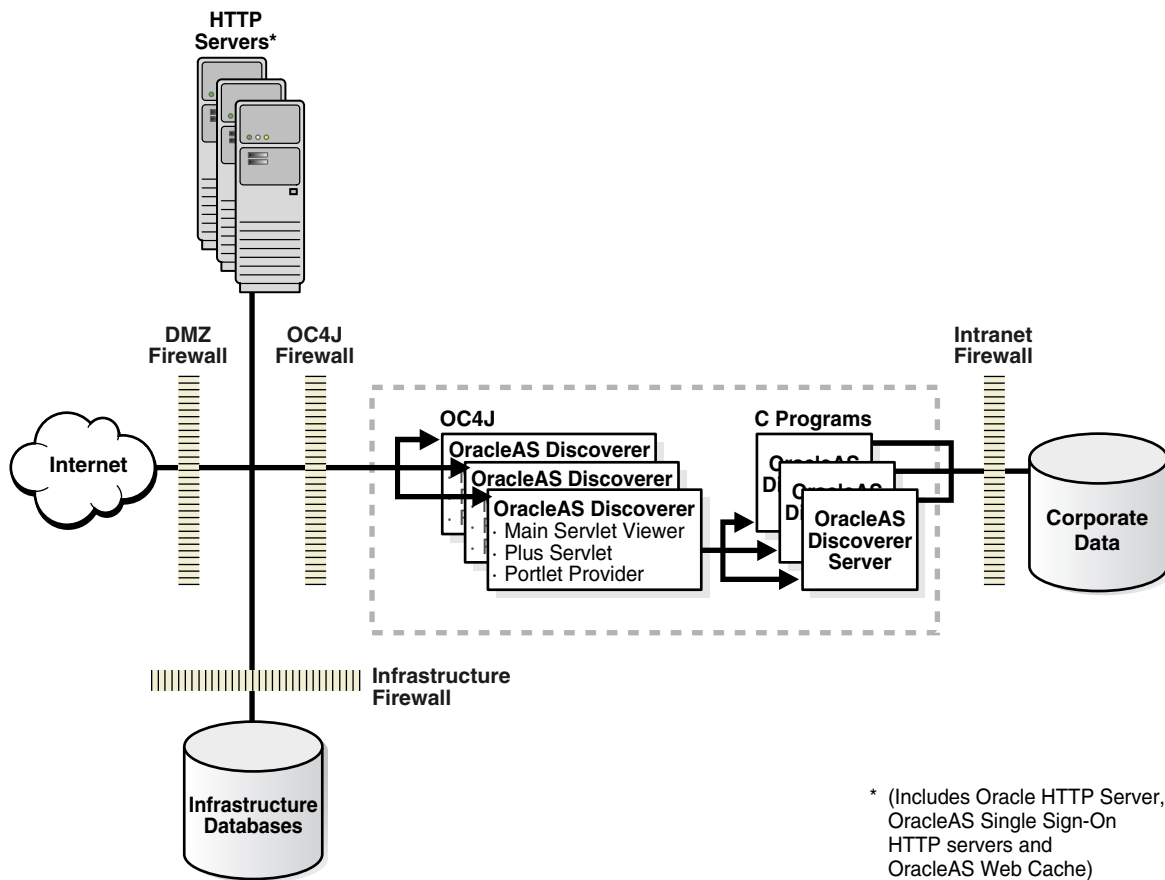 HTTP
Servers*
DMZ
Firewall
OC4J
Firewall
Intranet
Firewall
Internet
OC4J
OracleAS Discoverer
OracleAS Discoverer
OracleAS Discoverer
· Main Servlet Viewer
· Plus Servlet
· Portlet Provider
C Programs
OracleAS
OracleAS
OracleAS
Discoverer
Server
Corporate
Data
Infrastructure
Firewall
Infrastructure
Databases
* (Includes Oracle HTTP Server,
OracleAS Single Sign-On
HTTP servers and
OracleAS Web Cache)